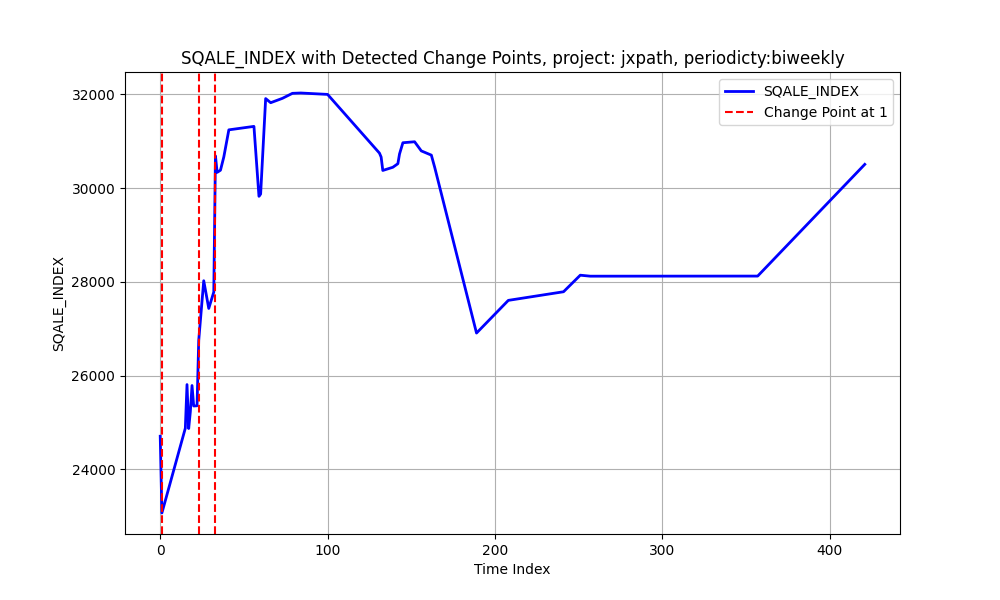 SQALE_INDEX with Detected Change Points, project: jxpath, periodicty:biweekly
SQALE_INDEX
Change Point at 1
32000
30000
28000
26000
24000
SQALE_INDEX
0 100 200 300 400
Time Index